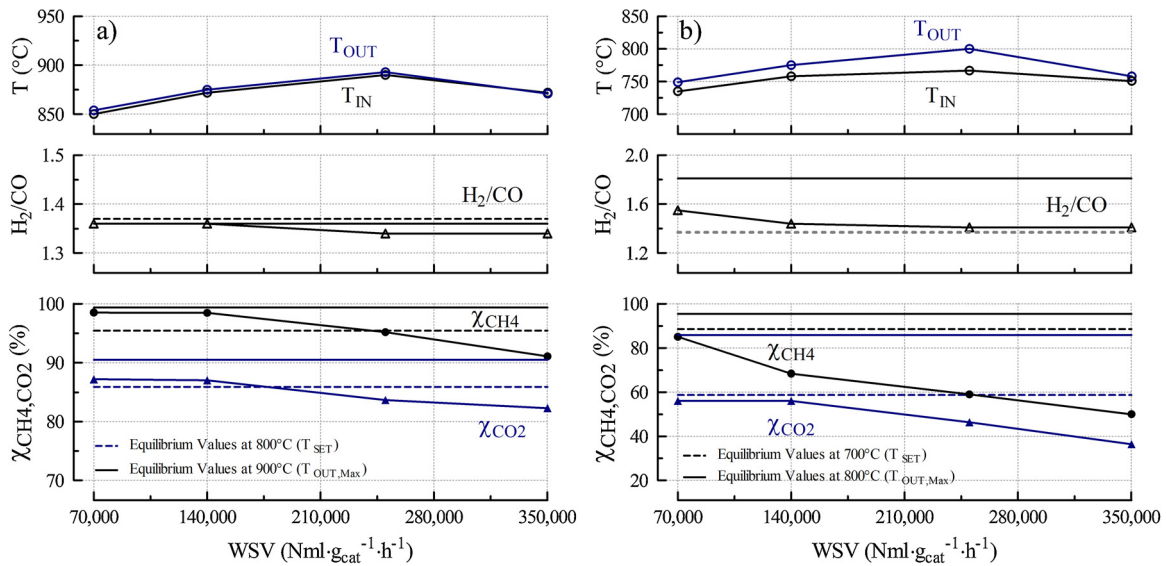 a)
950
900
850
T (°C)
T_OUT
T_IN
1.5
1.4
1.3
H₂/CO
H₂/CO
100
90
80
70
χ_CH4,CO2 (%)
χ_CH4
χ_CO2
Equilibrium Values at 800°C (T_SET)
Equilibrium Values at 900°C (T_OUT,Max)
70,000 140,000 210,000 280,000 350,000
WSV (Nml·g_cat⁻¹·h⁻¹)
b)
850
800
750
700
T (°C)
T_OUT
T_IN
2.0
1.6
1.2
H₂/CO
H₂/CO
100
80
60
40
20
χ_CH4,CO2 (%)
χ_CH4
χ_CO2
Equilibrium Values at 700°C (T_SET)
Equilibrium Values at 800°C (T_OUT,Max)
70,000 140,000 210,000 280,000 350,000
WSV (Nml·g_cat⁻¹·h⁻¹)